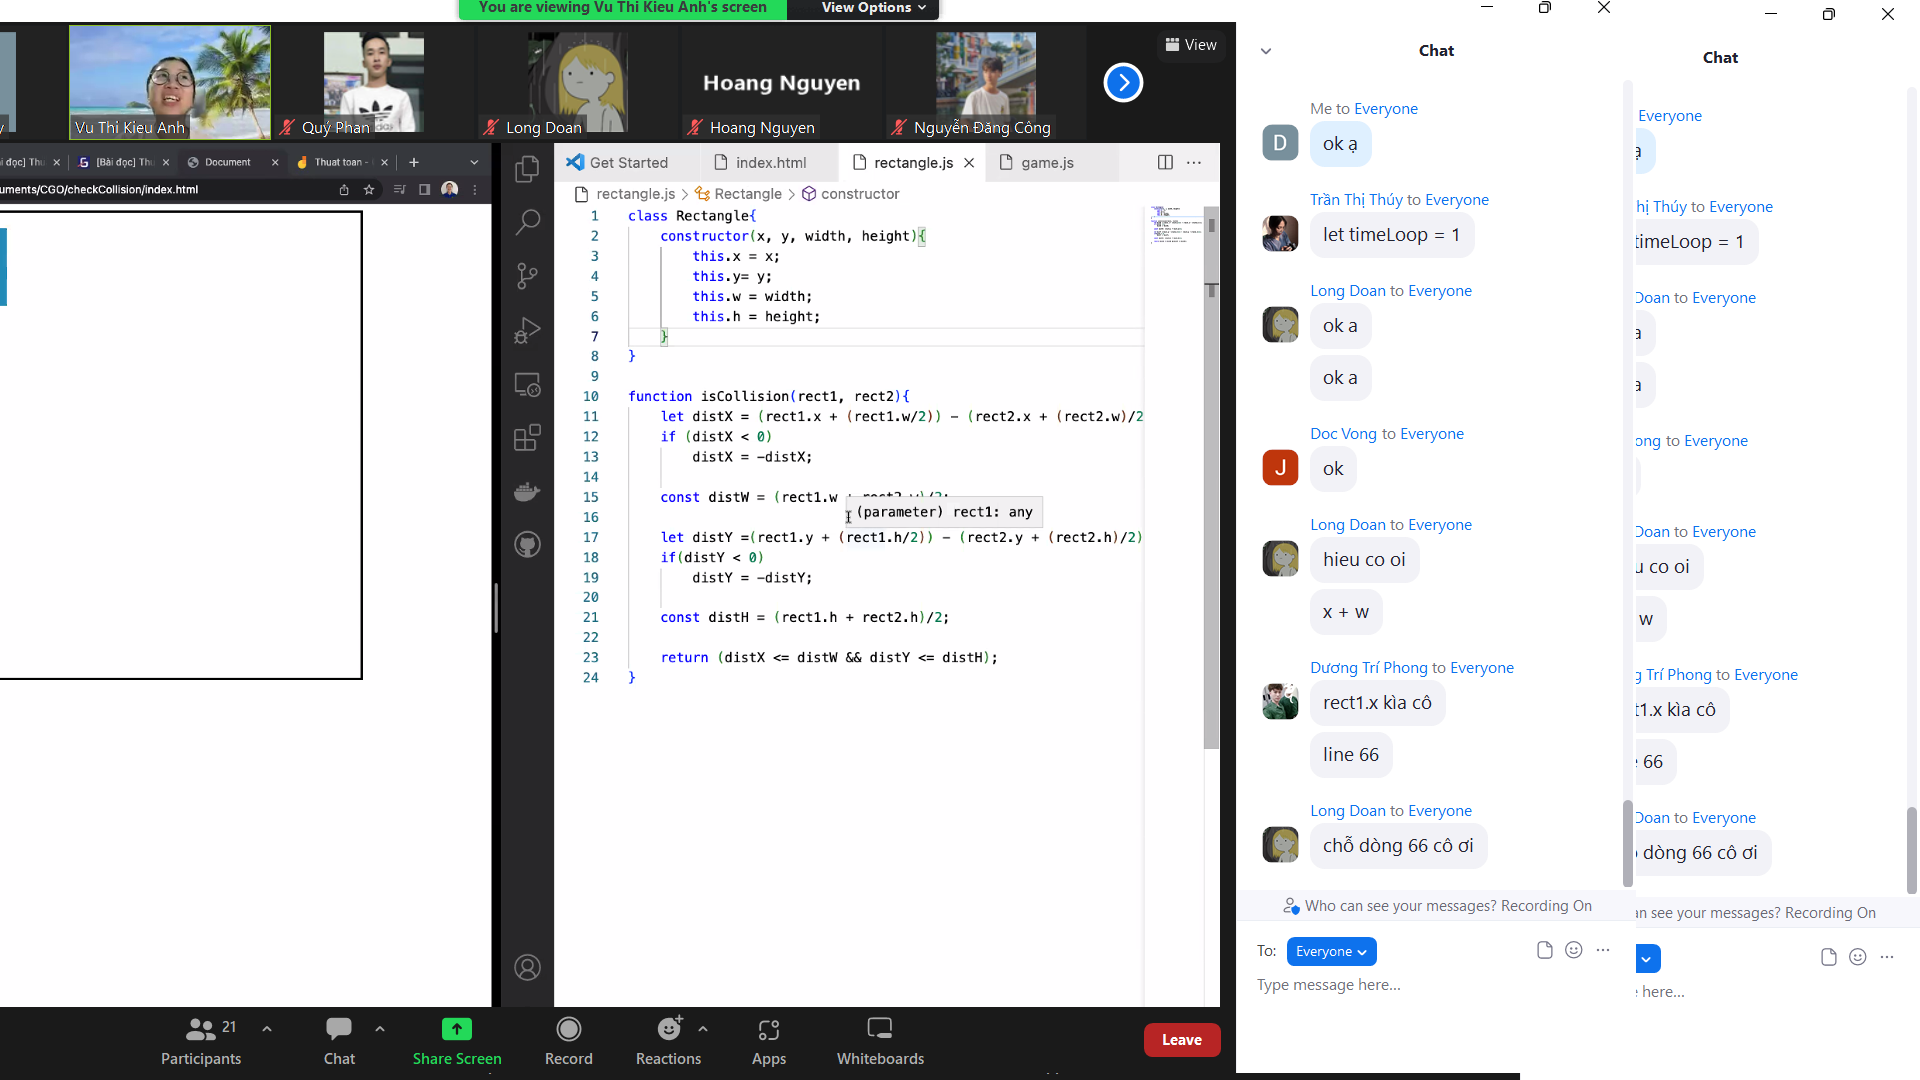 You are viewing Vu Thi Kieu Anh's screen
View Options
View
Vu Thi Kieu Anh
Quý Phan
Long Doan
Hoang Nguyen
Hoang Nguyen
Nguyễn Đăng Công
[Bài đọc] Th
Document
Thuat toan -
uments/CGO/checkCollision/index.html
Get Started
index.html
rectangle.js
game.js
rectangle.js > Rectangle > constructor
1 class Rectangle{
2 constructor(x, y, width, height){
3 this.x = x;
4 this.y= y;
5 this.w = width;
6 this.h = height;
7 }
8 }
9
10 function isCollision(rect1, rect2){
11 let distX = (rect1.x + (rect1.w/2)) - (rect2.x + (rect2.w)/2
12 if (distX < 0)
13 distX = -distX;
14
15 const distW = (rect1.w + rect2.w)/2;
(parameter) rect1: any
16
17 let distY =(rect1.y + (rect1.h/2)) - (rect2.y + (rect2.h)/2)
18 if(distY < 0)
19 distY = -distY;
20
21 const distH = (rect1.h + rect2.h)/2;
22
23 return (distX <= distW && distY <= distH);
24 }
21
Participants
Chat
Share Screen
Record
Reactions
Apps
Whiteboards
Leave
Chat
Me to Everyone
D
ok ạ
Trần Thị Thúy to Everyone
let timeLoop = 1
Long Doan to Everyone
ok a
ok a
Doc Vong to Everyone
J
ok
Long Doan to Everyone
hieu co oi
x + w
Dương Trí Phong to Everyone
rect1.x kìa cô
line 66
Long Doan to Everyone
chỗ dòng 66 cô ơi
Who can see your messages? Recording On
To: Everyone
Type message here...
Chat
Everyone
ạ
hị Thúy to Everyone
timeLoop = 1
Doan to Everyone
a
a
ong to Everyone
Doan to Everyone
u co oi
w
g Trí Phong to Everyone
t1.x kìa cô
66
Doan to Everyone
dòng 66 cô ơi
an see your messages? Recording On
here...